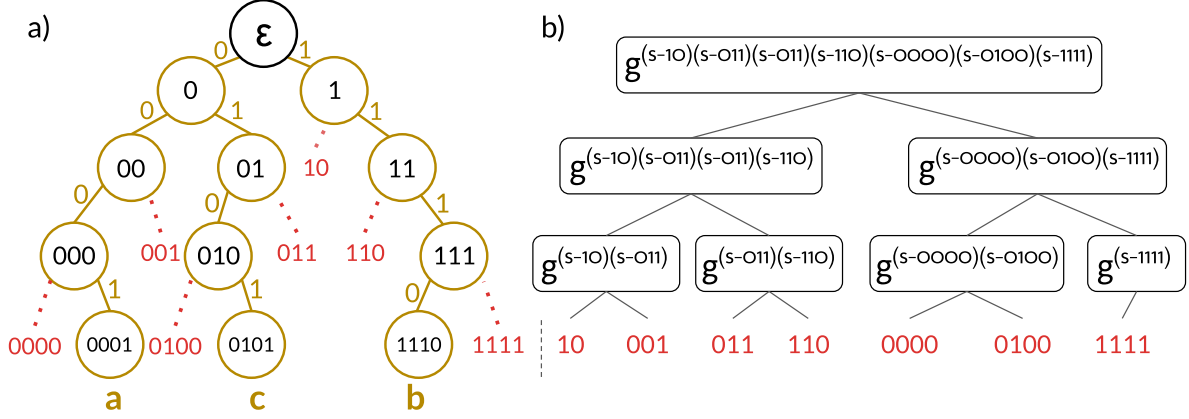 a)
ε
0 1
0 1
0 1 1
00 01 10 11
0 0 1
000 001 010 011 110 111
1 1 0
0000 0001 0100 0101 1110 1111
a c b
b)
g(s-10)(s-011)(s-011)(s-110)(s-0000)(s-0100)(s-1111)
g(s-10)(s-011)(s-011)(s-110) g(s-0000)(s-0100)(s-1111)
g(s-10)(s-011) g(s-011)(s-110) g(s-0000)(s-0100) g(s-1111)
10 001 011 110 0000 0100 1111